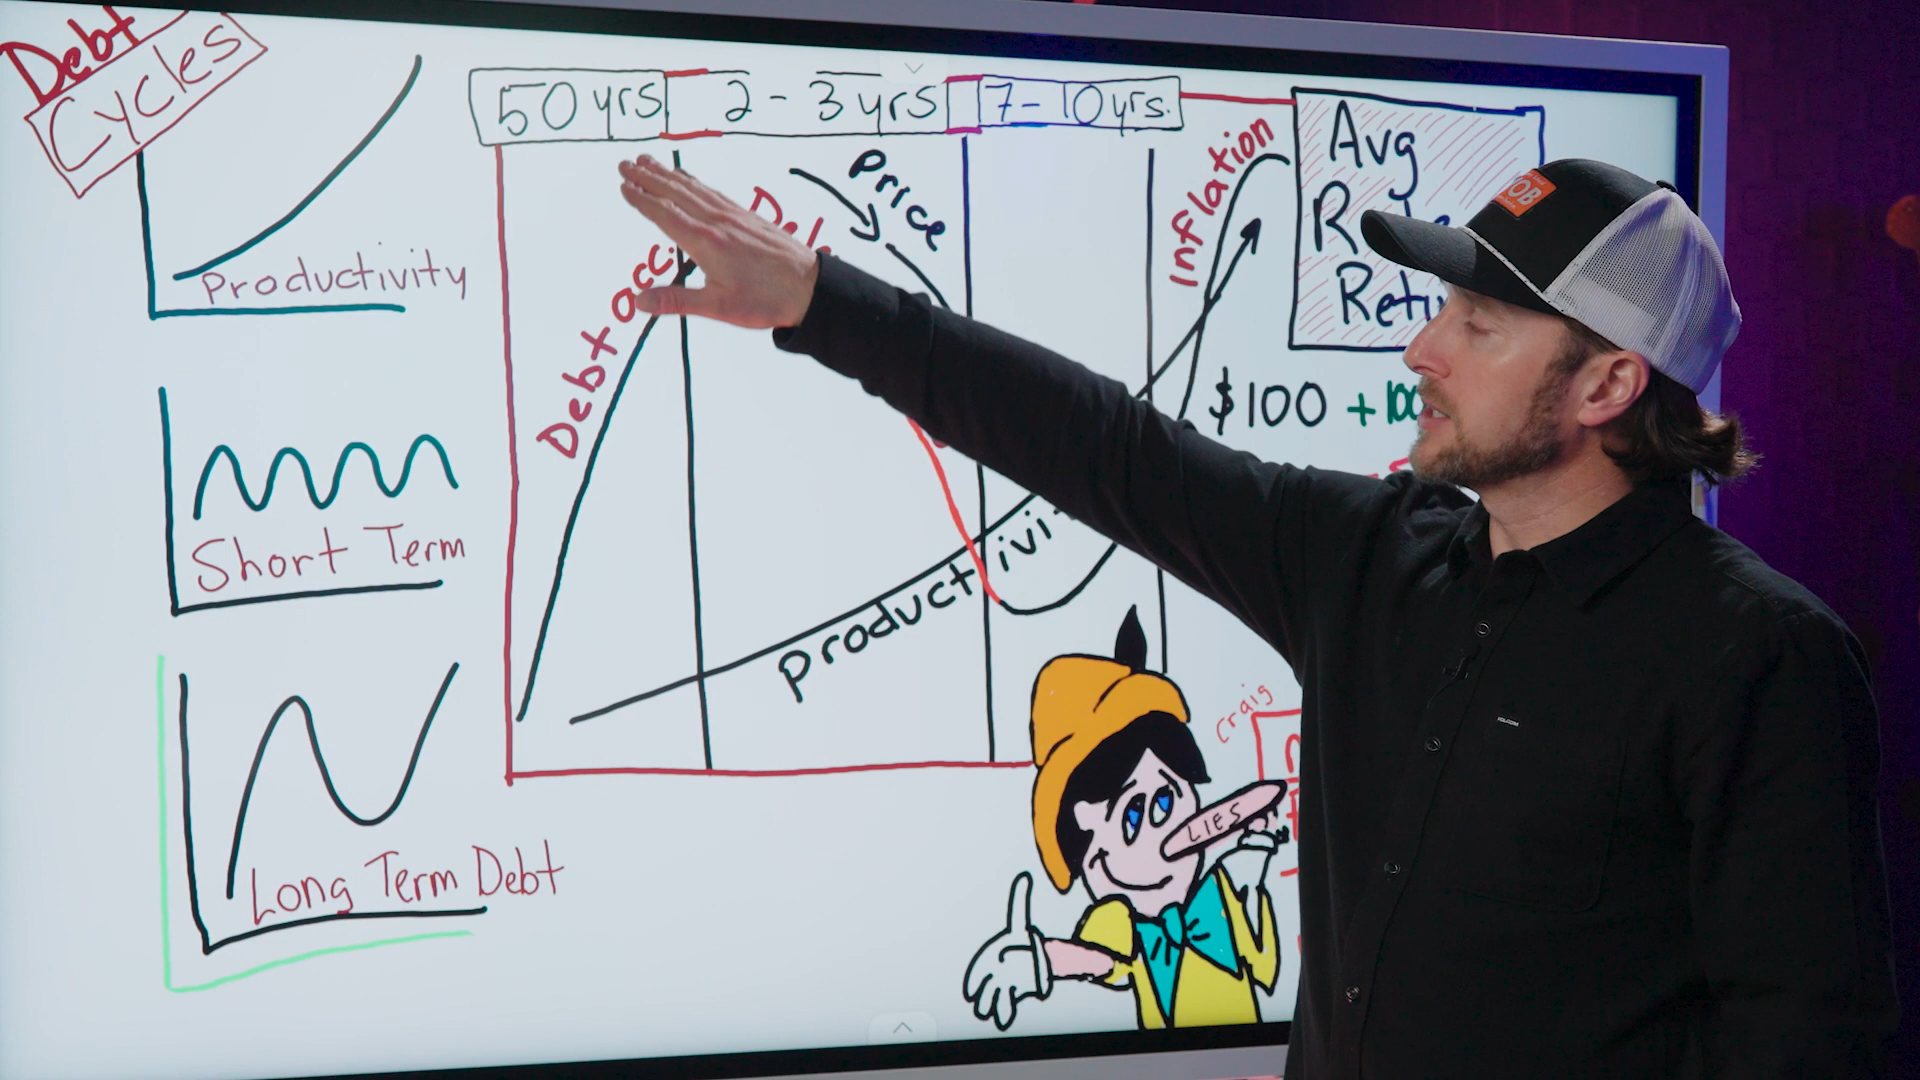 Debt
Cycles
50 yrs
2 - 3 yrs
7 - 10 yrs.
Productivity
Short Term
Long Term Debt
Debt acc.
Price
Inflation
Avg
$100 + 100
LIES
craig